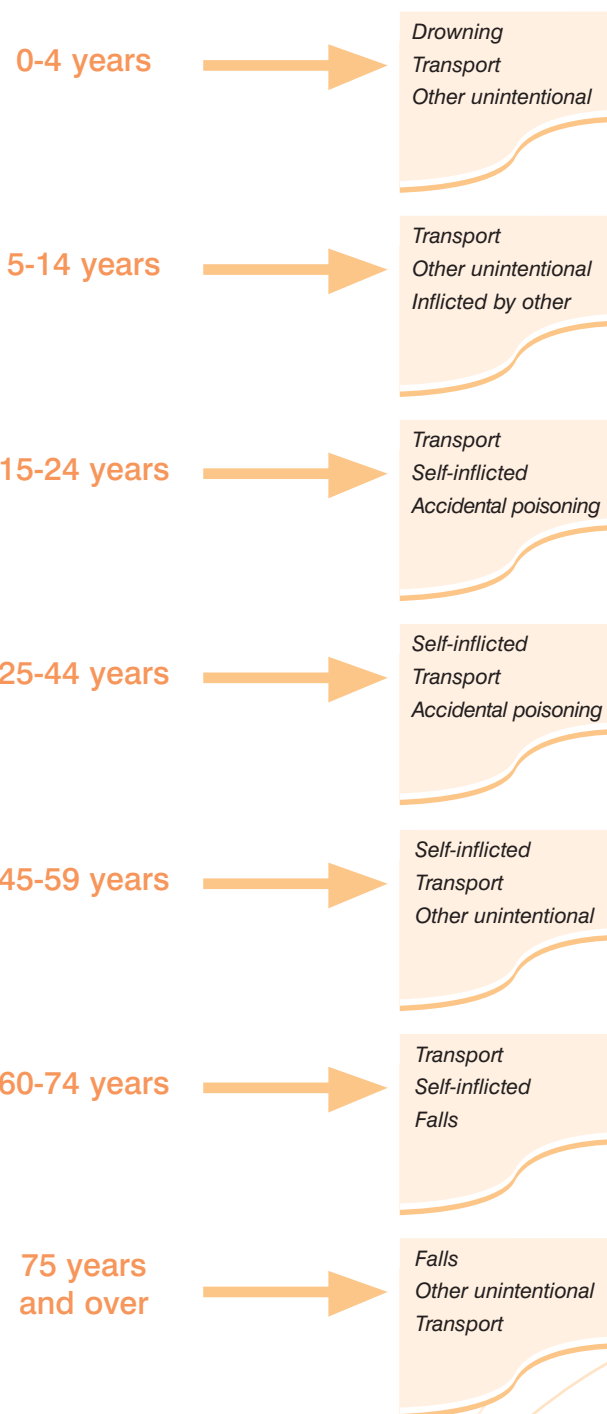 0-4 years
Drowning
Transport
Other unintentional
5-14 years
Transport
Other unintentional
Inflicted by other
15-24 years
Transport
Self-inflicted
Accidental poisoning
25-44 years
Self-inflicted
Transport
Accidental poisoning
45-59 years
Self-inflicted
Transport
Other unintentional
60-74 years
Transport
Self-inflicted
Falls
75 years
and over
Falls
Other unintentional
Transport